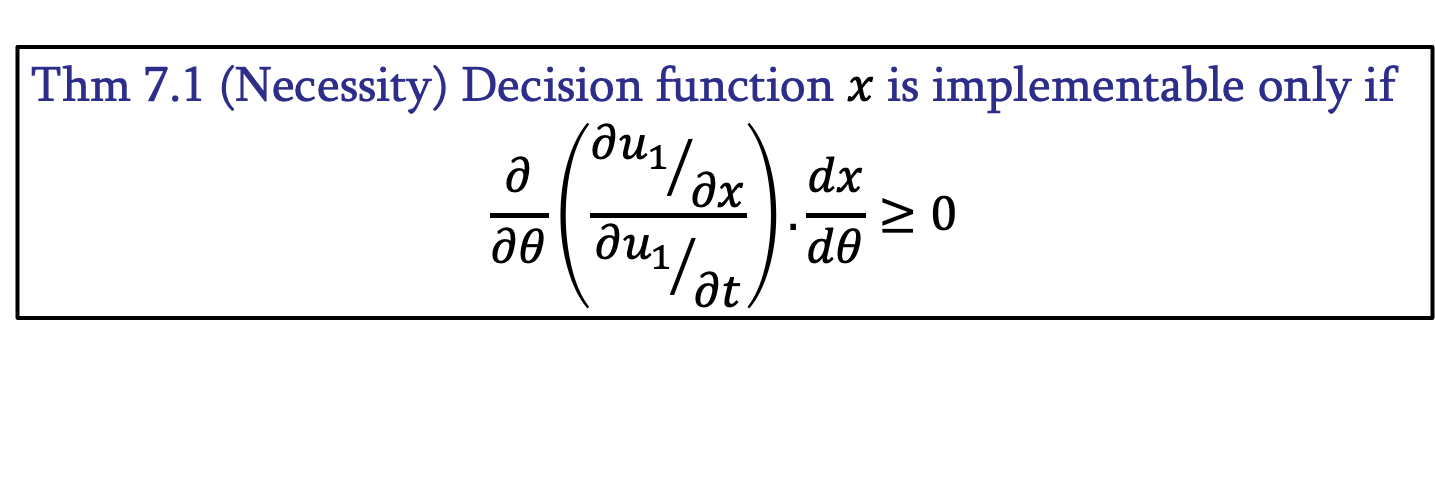 Thm 7.1 (Necessity) Decision function x is implementable only if
∂/∂θ (∂u₁/∂x / ∂u₁/∂t) . dx/dθ ≥ 0